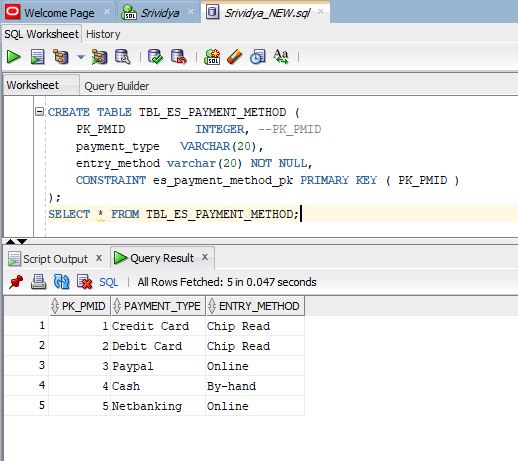 Welcome Page Srividya Srividya_NEW.sql
SQL Worksheet History
Worksheet Query Builder
CREATE TABLE TBL_ES_PAYMENT_METHOD (
PK_PMID INTEGER, --PK_PMID
payment_type VARCHAR(20),
entry_method varchar(20) NOT NULL,
CONSTRAINT es_payment_method_pk PRIMARY KEY ( PK_PMID )
);
SELECT * FROM TBL_ES_PAYMENT_METHOD;
Script Output x Query Result x
SQL | All Rows Fetched: 5 in 0.047 seconds
PK_PMID PAYMENT_TYPE ENTRY_METHOD
1 1 Credit Card Chip Read
2 2 Debit Card Chip Read
3 3 Paypal Online
4 4 Cash By-hand
5 5 Netbanking Online